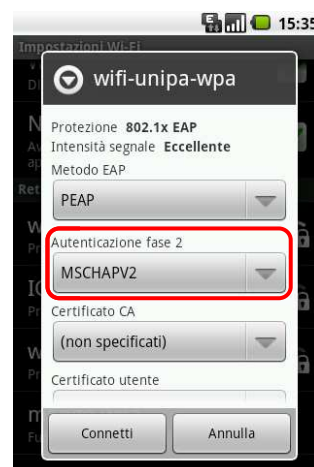 15:35
Impostazioni Wi-Fi
wifi-unipa-wpa
Protezione 802.1x EAP
Intensità segnale Eccellente
Metodo EAP
PEAP
Autenticazione fase 2
MSCHAPV2
Certificato CA
(non specificati)
Certificato utente
Connetti
Annulla